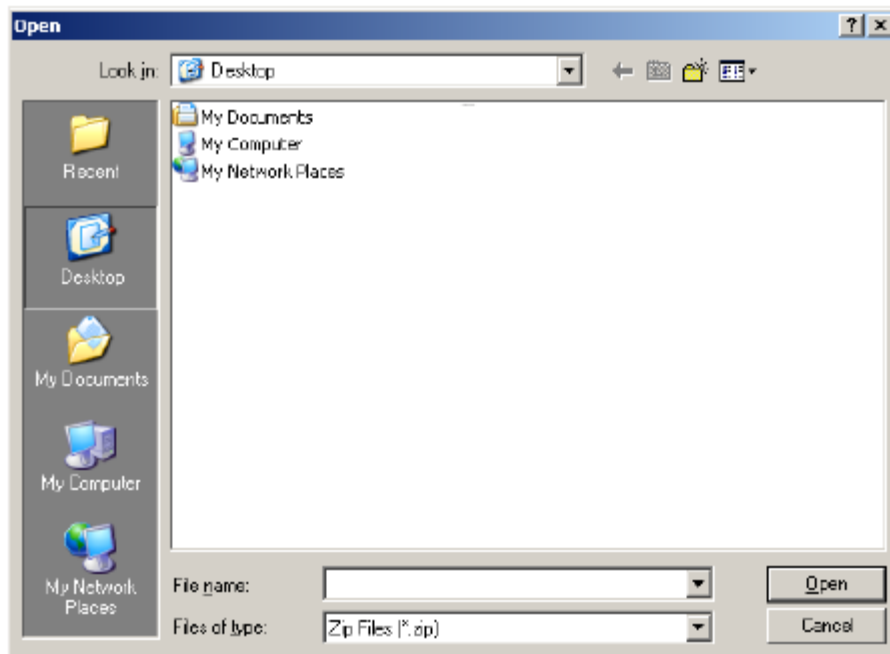 Open
Look in: Desktop
My Documents
My Computer
My Network Places
Recent
Desktop
My Documents
My Computer
My Network
Places
File name:
Open
Files of type: Zip Files (*.zip)
Cancel